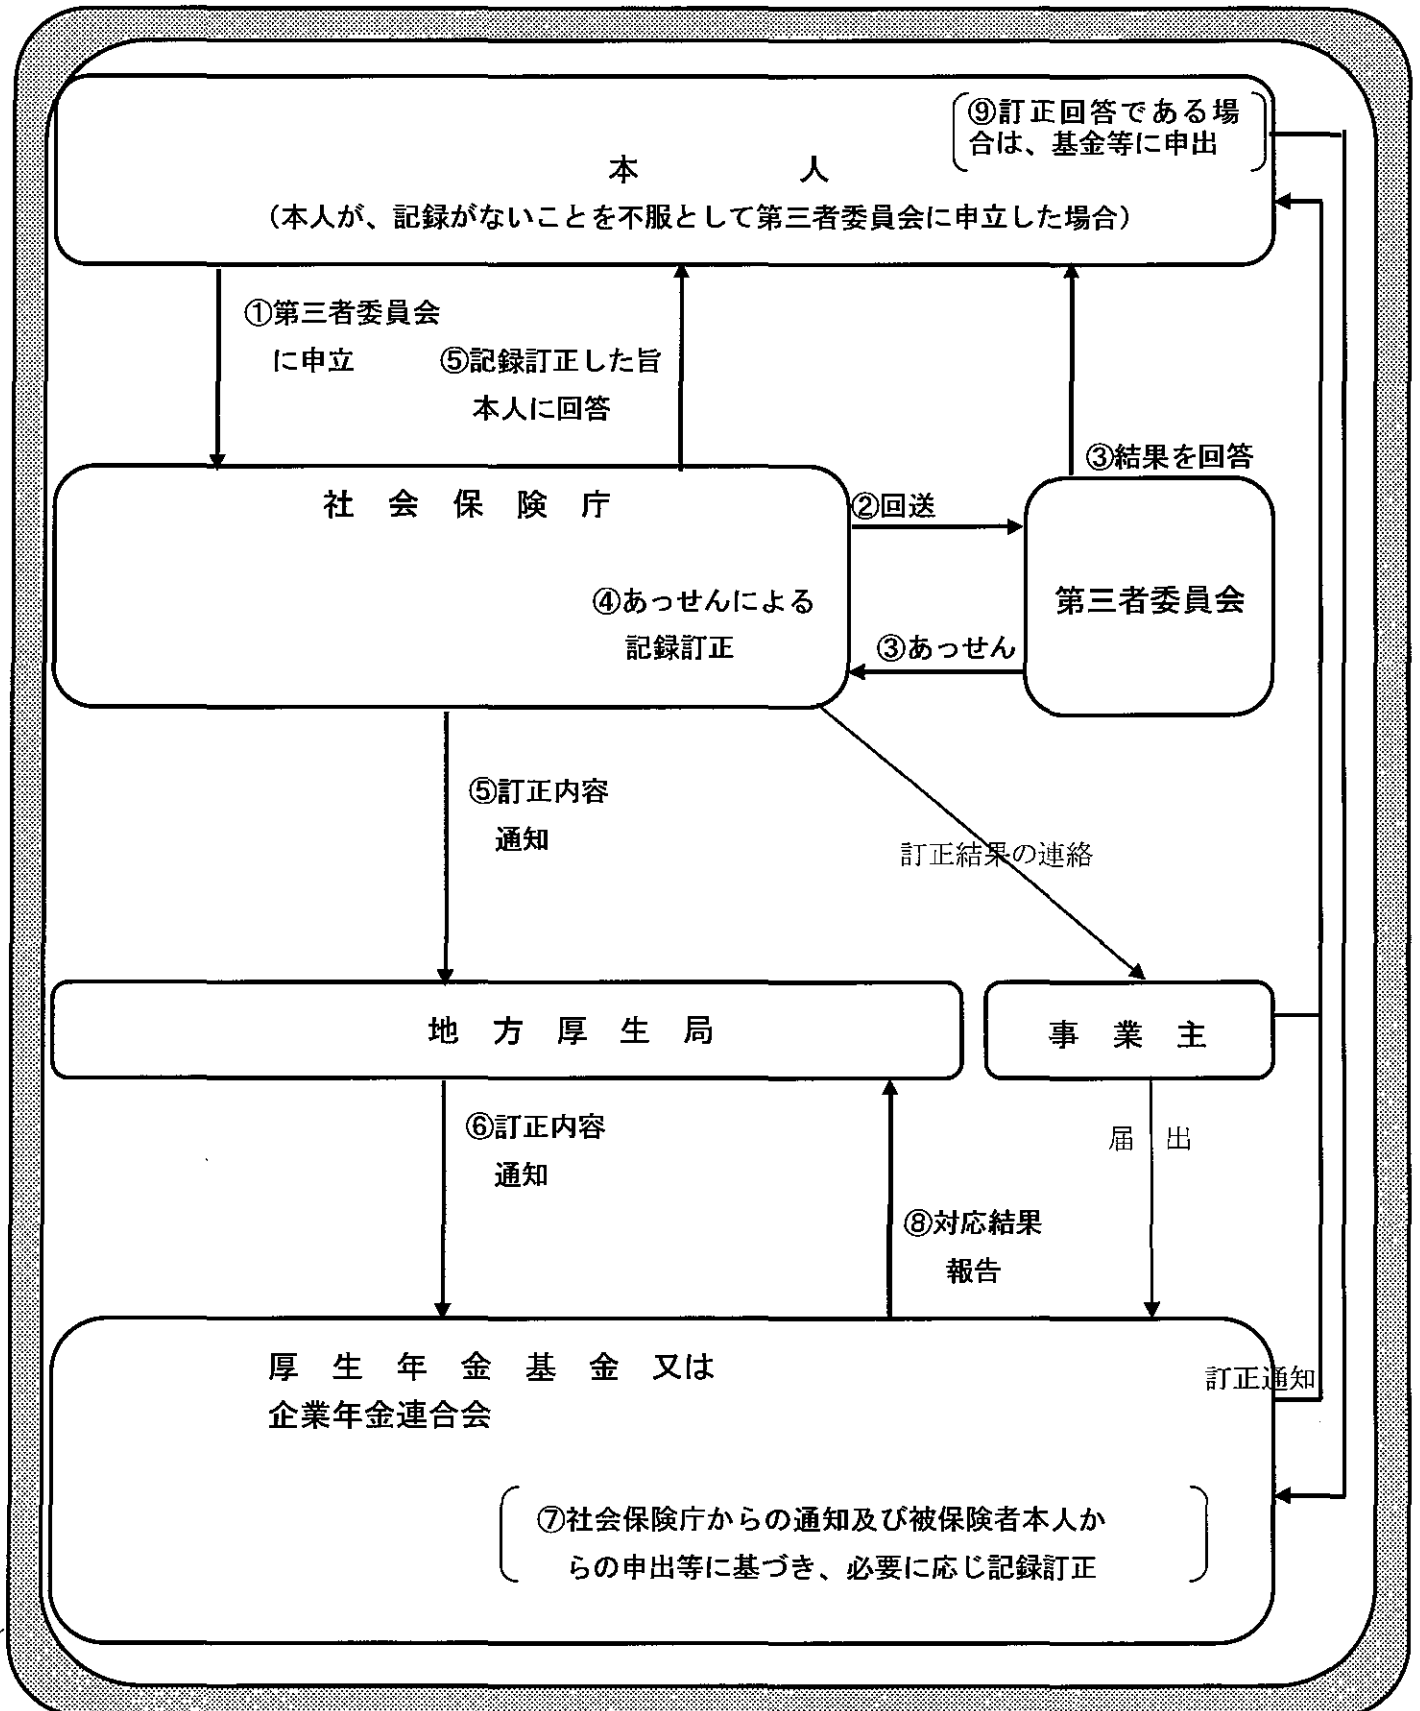 ⑨訂正回答である場
合は、基金等に申出
本 人
(本人が、記録がないことを不服として第三者委員会に申立した場合)
①第三者委員会
に申立
⑤記録訂正した旨
本人に回答
③結果を回答
社 会 保 険 庁
②回送
④あっせんによる
記録訂正
第三者委員会
③あっせん
⑤訂正内容
通知
訂正結果の連絡
地 方 厚 生 局
事 業 主
⑥訂正内容
通知
届 出
⑧対応結果
報告
厚 生 年 金 基 金 又は
企業年金連合会
訂正通知
⑦社会保険庁からの通知及び被保険者本人か
らの申出等に基づき、必要に応じ記録訂正